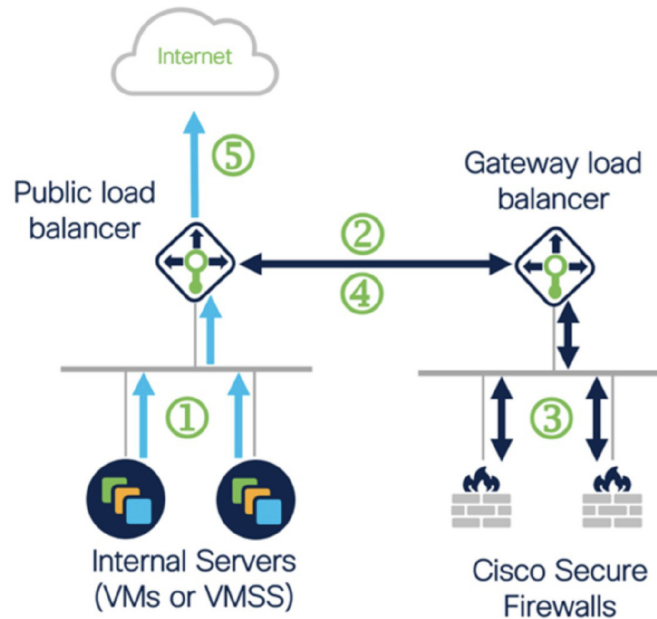 Internet
⑤
Public load
balancer
Gateway load
balancer
②
④
①
③
Internal Servers
(VMs or VMSS)
Cisco Secure
Firewalls